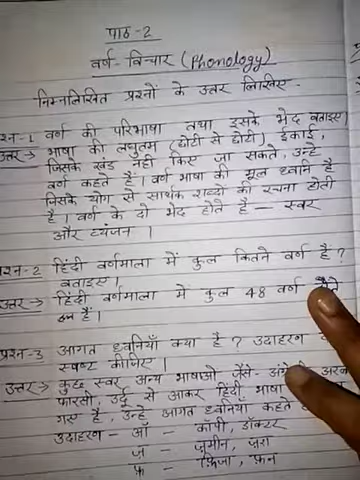 पाठ-2
वर्ण-विचार (Phonology)
निम्नलिखित प्रश्नों के उत्तर लिखिए-
श्न-1 वर्ण की परिभाषा तथा इसके भेद बताइए।
उत्तर → भाषा की लघुतम (छोटी से छोटी) ईकाई,
जिसके खंड नहीं किए जा सकते, उन्हे
वर्ण कहते हैं। वर्ण भाषा की मूल ध्वनि है
जिसके योग से सार्थक शब्दो की रचना होती
है। वर्ण के दो भेद होते हैं — स्वर
और व्यंजन।
प्रश्न-2 हिंदी वर्णमाला में कुल कितने वर्ण हैं?
बताइए।
उत्तर → हिंदी वर्णमाला में कुल 48 वर्ण
हैं।
प्रश्न-3 आगत ध्वनियाँ क्या है? उदाहरण
स्पष्ट कीजिए।
उत्तर → कुछ स्वर अन्य भाषाओ जैसे-
फारसी, उर्दू से आकर हिंदी भाषा
गए है, उन्हे आगत ध्वनियाँ कहते
उदाहरण - ऑ - कॉपी, डॉक्टर
ज़ - ज़मीन, ज़रा
फ़ - फ़िज़ा, फ़न